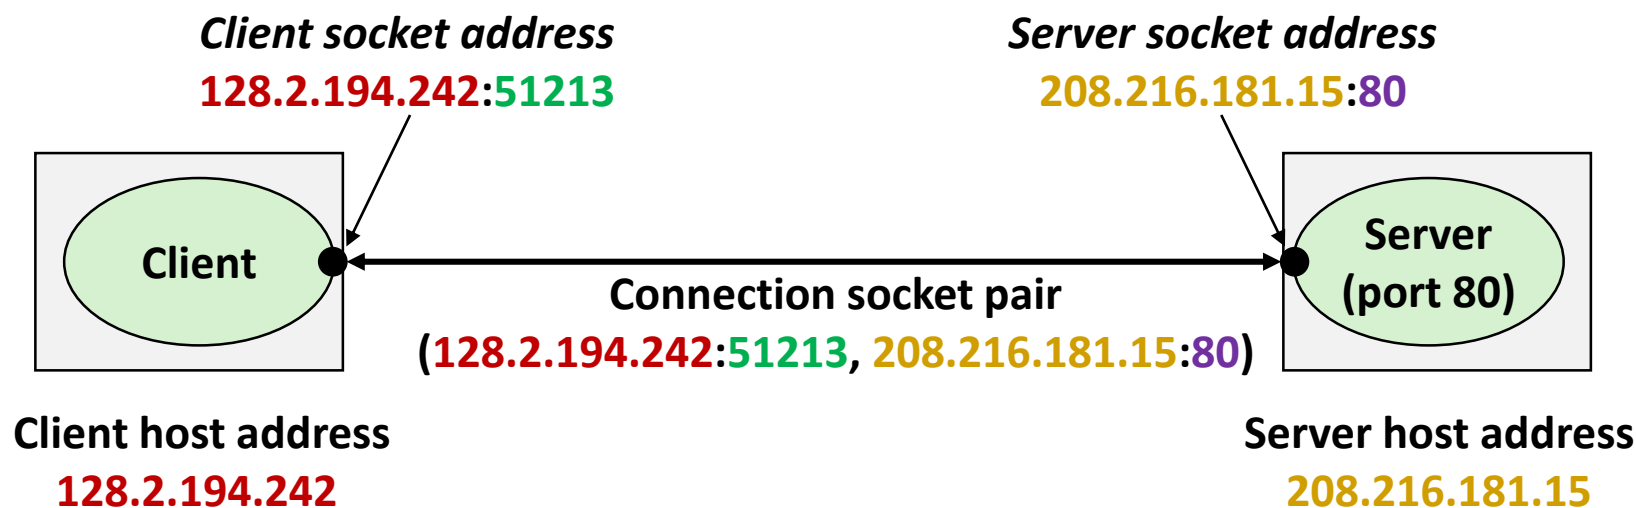 Client socket address
128.2.194.242:51213
Server socket address
208.216.181.15:80
Client
Server
(port 80)
Connection socket pair
(128.2.194.242:51213, 208.216.181.15:80)
Client host address
128.2.194.242
Server host address
208.216.181.15